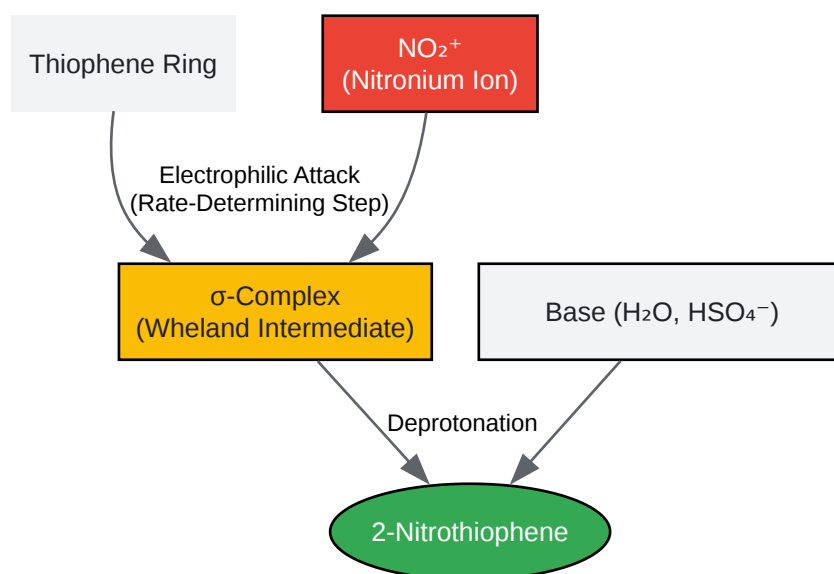 Thiophene Ring
NO₂⁺
(Nitronium Ion)
Electrophilic Attack
(Rate-Determining Step)
σ-Complex
(Wheland Intermediate)
Base (H₂O, HSO₄⁻)
Deprotonation
2-Nitrothiophene